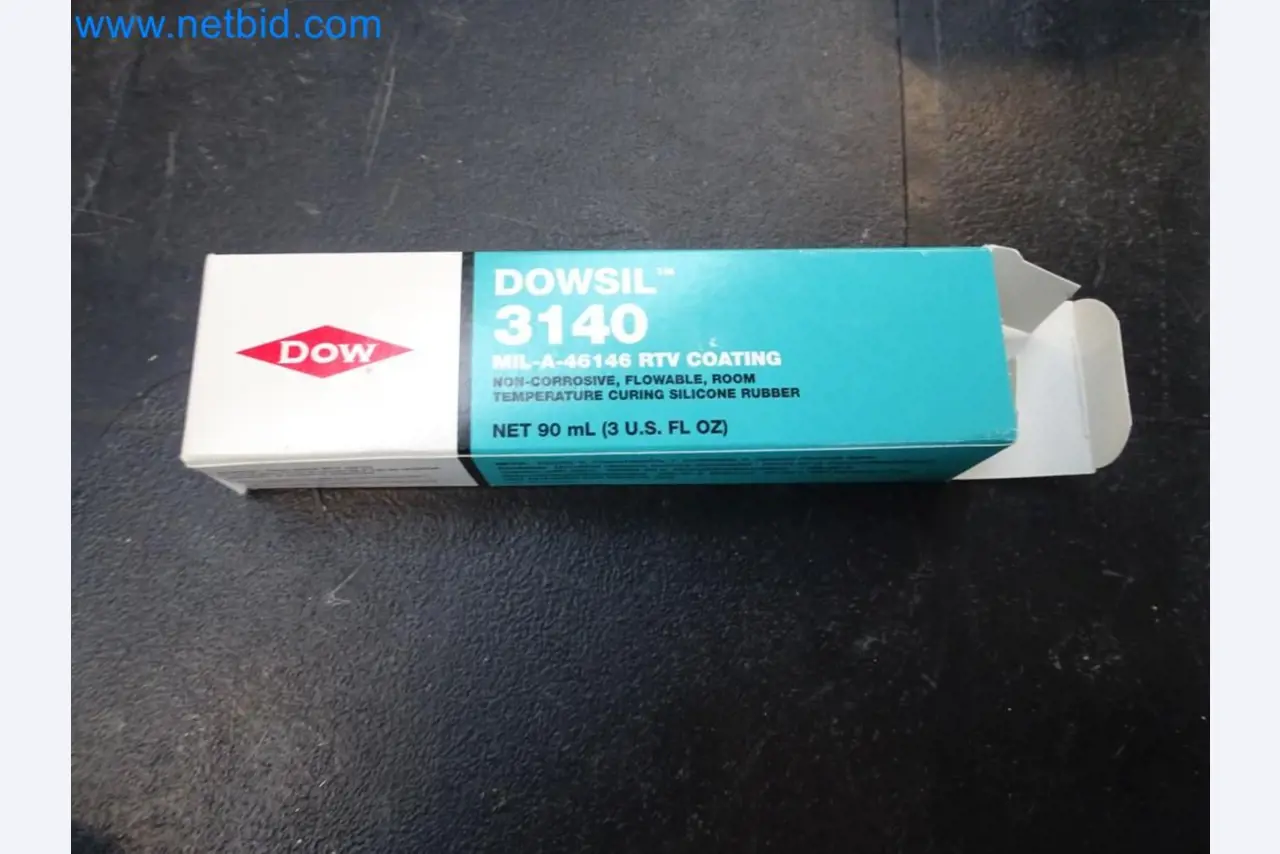 www.netbid.com
DOW
DOWSIL™
3140
MIL-A-46146 RTV COATING
NON-CORROSIVE, FLOWABLE, ROOM
TEMPERATURE CURING SILICONE RUBBER
NET 90 mL (3 U.S. FL OZ)